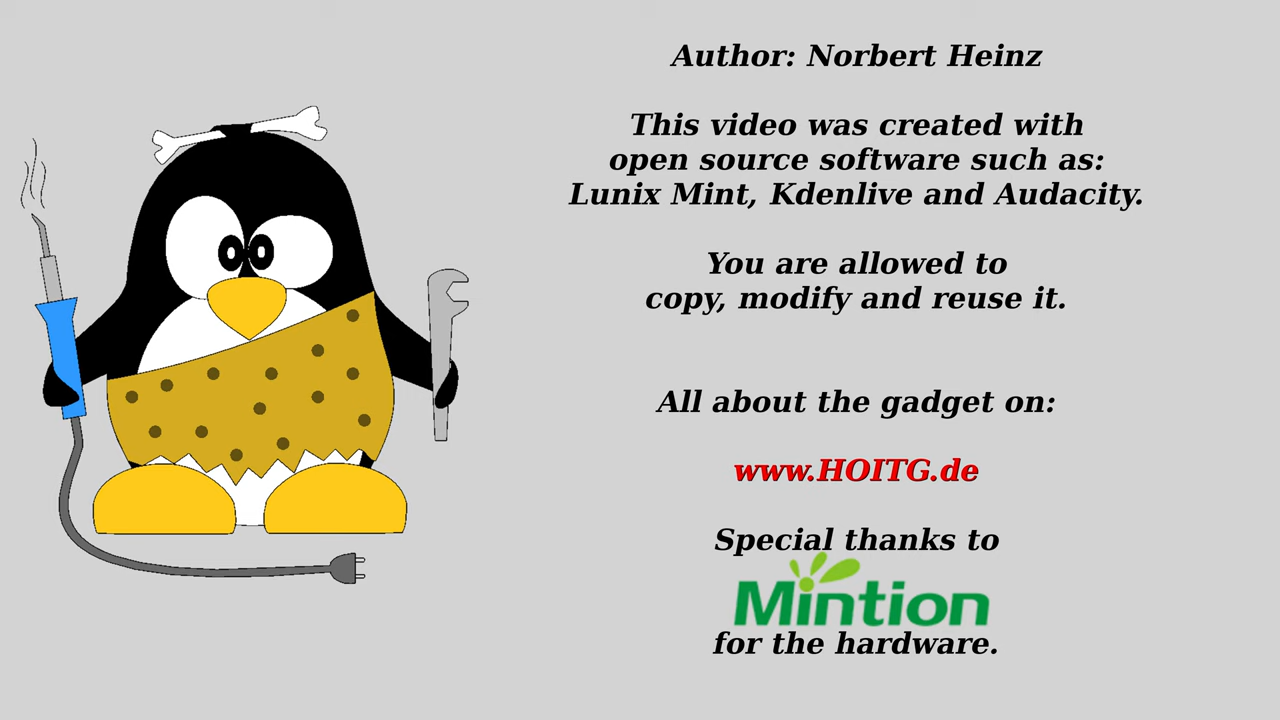 Author: Norbert Heinz
This video was created with
open source software such as:
Lunix Mint, Kdenlive and Audacity.
You are allowed to
copy, modify and reuse it.
All about the gadget on:
www.HOITG.de
Special thanks to
Mintion
for the hardware.